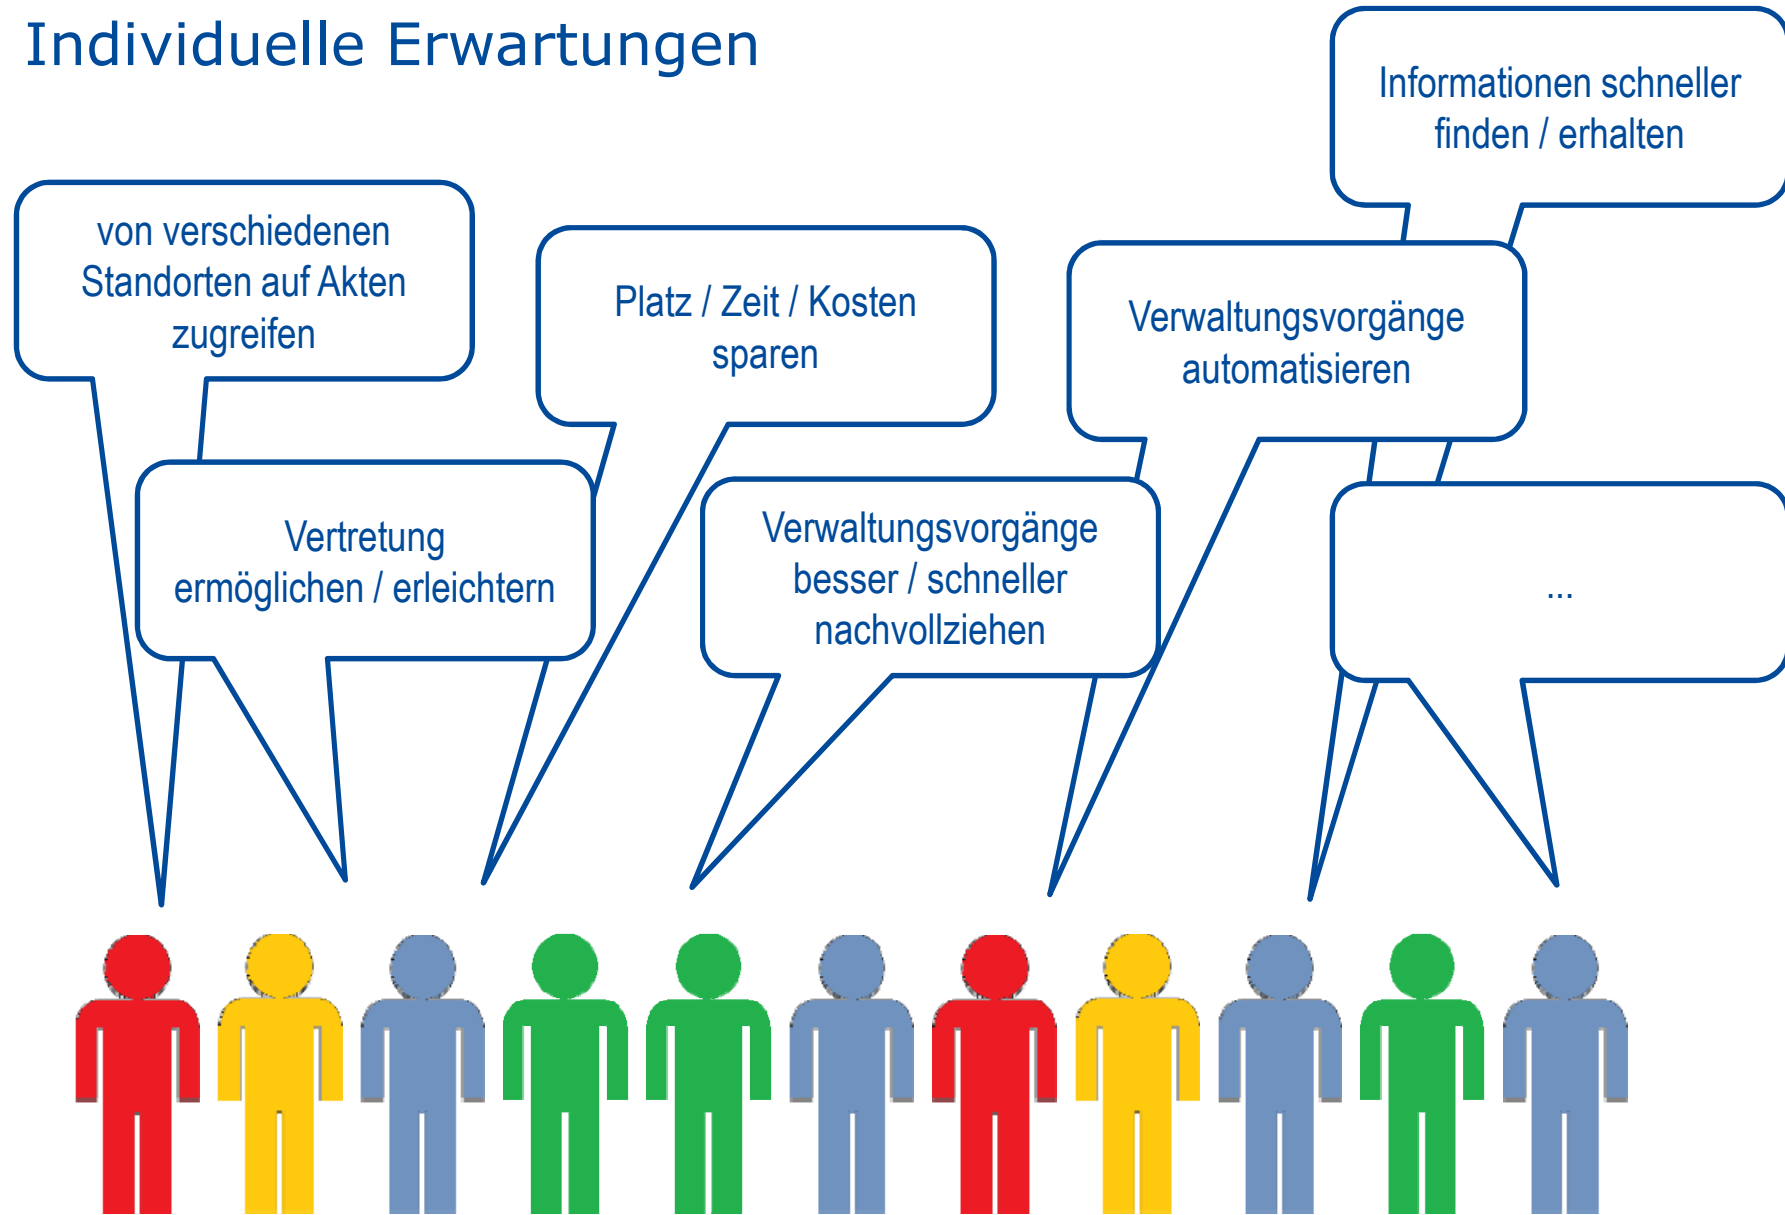 Individuelle Erwartungen
Informationen schneller
finden / erhalten
von verschiedenen
Standorten auf Akten
zugreifen
Platz / Zeit / Kosten
sparen
Verwaltungsvorgänge
automatisieren
Vertretung
ermöglichen / erleichtern
Verwaltungsvorgänge
besser / schneller
nachvollziehen
...